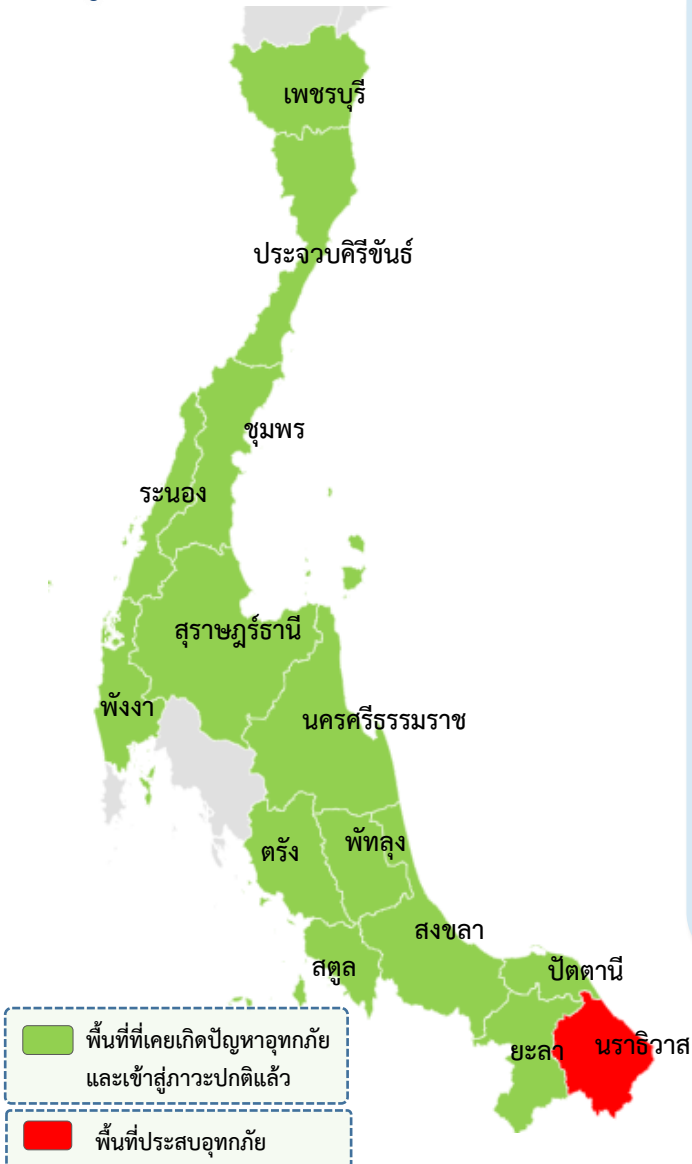 เพชรบุรี
ประจวบคิรีขันธ์
ชุมพร
ระนอง
สุราษฎร์ธานี
พังงา
นครศรีธรรมราช
ตรัง
พัทลุง
สงขลา
สตูล
ปัตตานี
ยะลา
นราธิวาส
พื้นที่ที่เคยเกิดปัญหาอุทกภัย
และเข้าสู่ภาวะปกติแล้ว
พื้นที่ประสบอุทกภัย